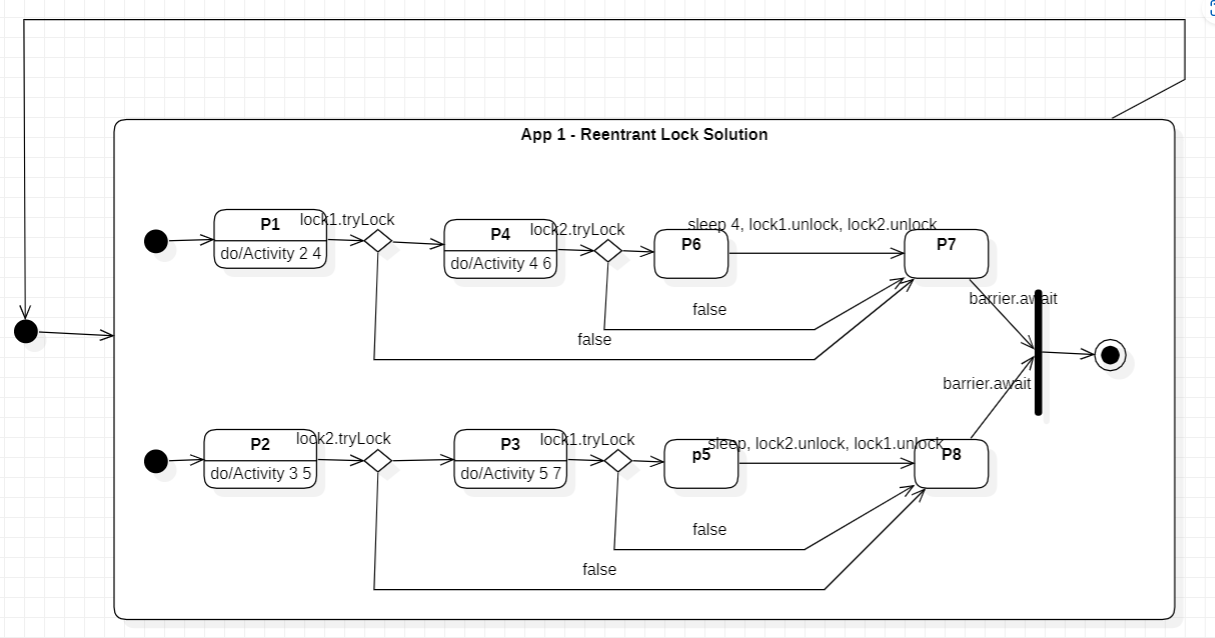 App 1 - Reentrant Lock Solution
P1
do/Activity 2 4
lock1.tryLock
P4
do/Activity 4 6
lock2.tryLock
P6
sleep 4, lock1.unlock, lock2.unlock
P7
false
false
barrier.await
barrier.await
P2
do/Activity 3 5
lock2.tryLock
P3
do/Activity 5 7
lock1.tryLock
p5
sleep, lock2.unlock, lock1.unlock
P8
false
false